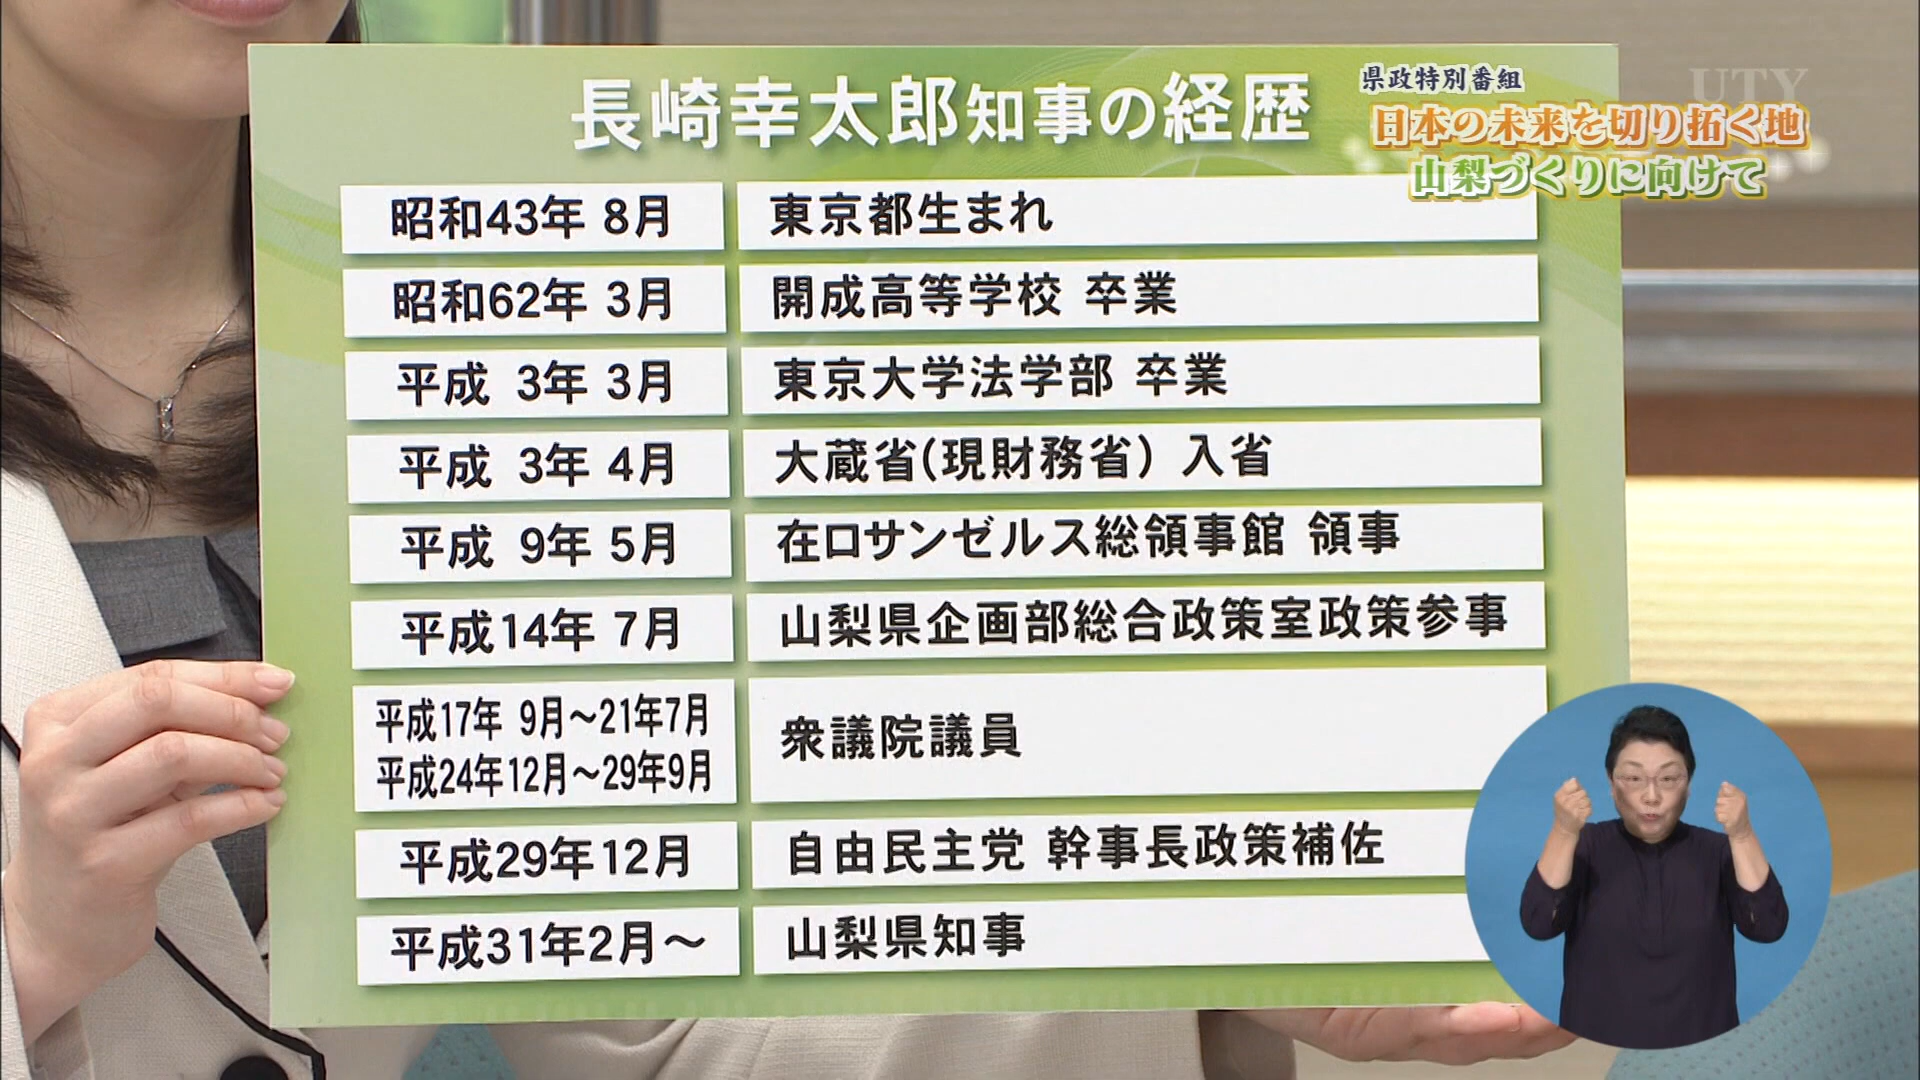 長崎幸太郎知事の経歴
県政特別番組
UTY
日本の未来を切り拓く地
山梨づくりに向けて
昭和43年 8月 東京都生まれ
昭和62年 3月 開成高等学校 卒業
平成 3年 3月 東京大学法学部 卒業
平成 3年 4月 大蔵省(現財務省) 入省
平成 9年 5月 在ロサンゼルス総領事館 領事
平成14年 7月 山梨県企画部総合政策室政策参事
平成17年 9月～21年7月
平成24年12月～29年9月
衆議院議員
平成29年12月 自由民主党 幹事長政策補佐
平成31年2月～ 山梨県知事